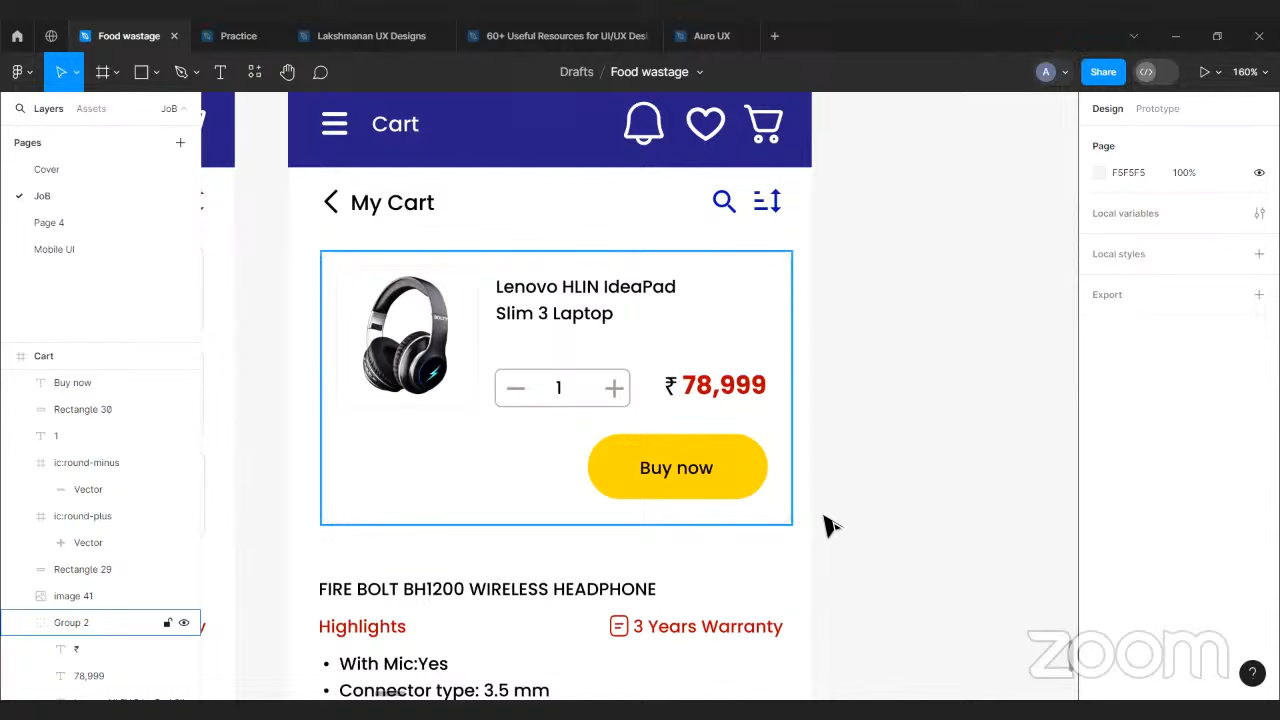 Food wastage
Practice
Lakshmanan UX Designs
60+ Useful Resources for UI/UX Desi
Auro UX
Drafts / Food wastage
A
Share
160%
Layers
Assets
JoB
Pages
Cover
JoB
Page 4
Mobile UI
Cart
Buy now
Rectangle 30
1
ic:round-minus
Vector
ic:round-plus
Vector
Rectangle 29
image 41
Group 2
₹
78,999
Cart
My Cart
Lenovo HLIN IdeaPad
Slim 3 Laptop
1
₹ 78,999
Buy now
FIRE BOLT BH1200 WIRELESS HEADPHONE
Highlights
3 Years Warranty
• With Mic:Yes
• Connector type: 3.5 mm
Design
Prototype
Page
F5F5F5
100%
Local variables
Local styles
Export
zoom
?